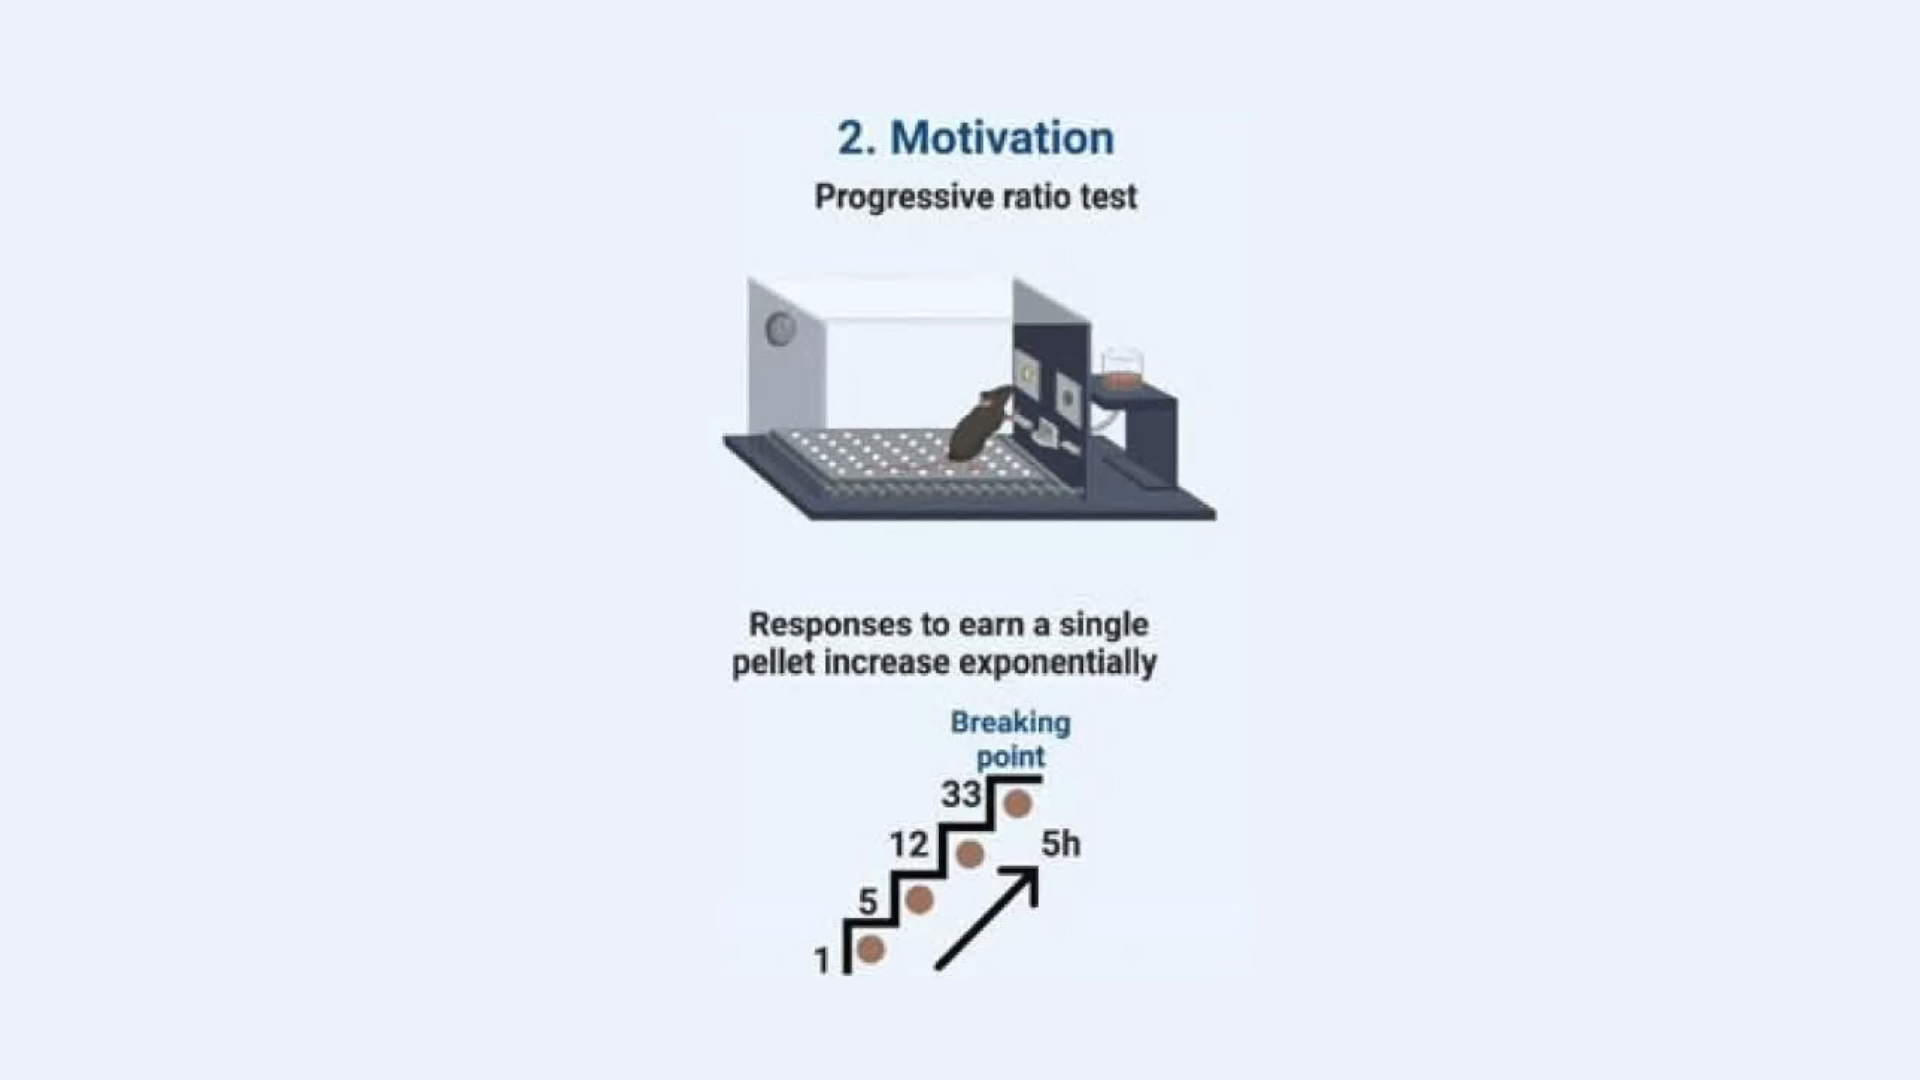 2. Motivation
Progressive ratio test
Responses to earn a single
pellet increase exponentially
Breaking
point
33
12
5h
5
1